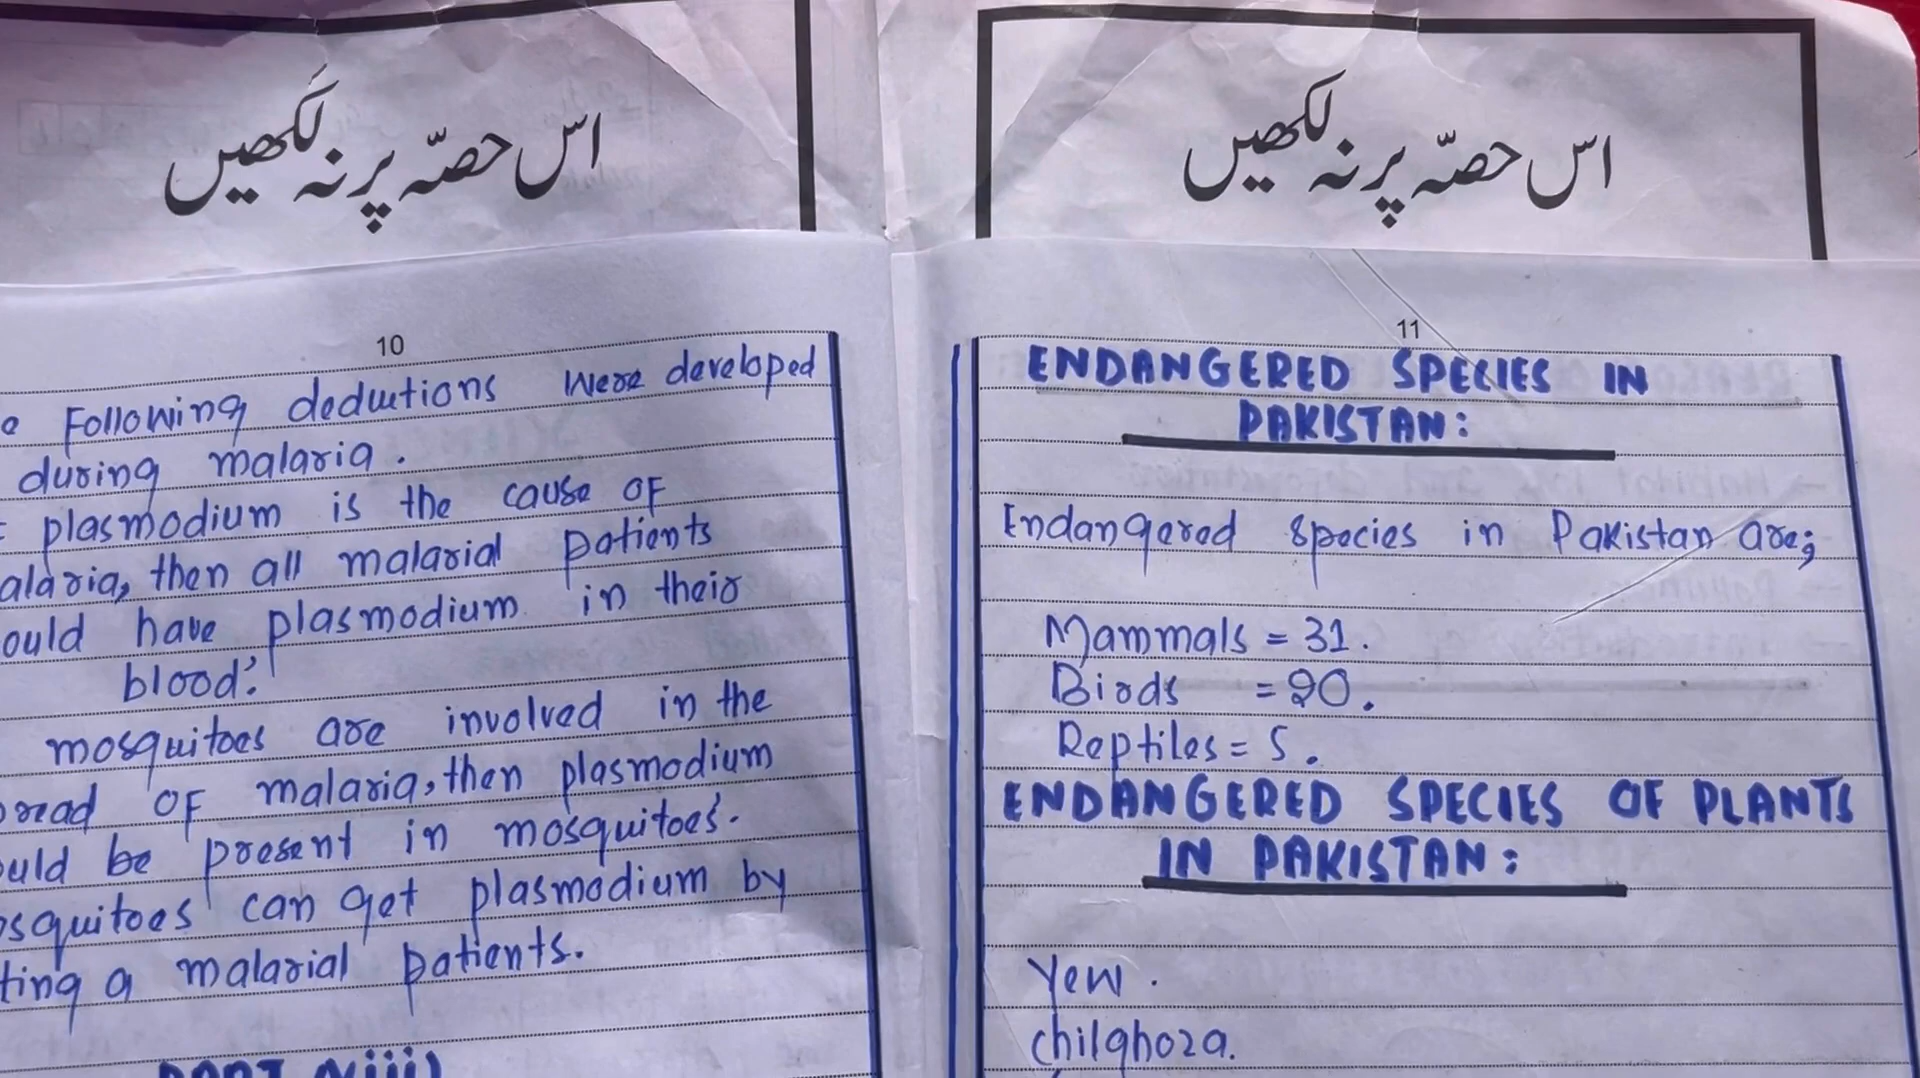 اس حصّہ پر نہ لکھیں
10
Following deductions were developed
during malaria.
plasmodium is the cause of
alaria, then all malarial patients
ould have plasmodium in their
blood.'
mosquitoes are involved in the
oread of malaria, then plasmodium
ould be present in mosquitoes.
osquitoes can get plasmodium by
ting a malarial patients.
اس حصّہ پر نہ لکھیں
11
ENDANGERED SPECIES IN
PAKISTAN:
Endangered species in Pakistan are;
Mammals = 31.
Birds = 20.
Reptiles = 5.
ENDANGERED SPECIES OF PLANTS
IN PAKISTAN:
Yew.
chilghoza.